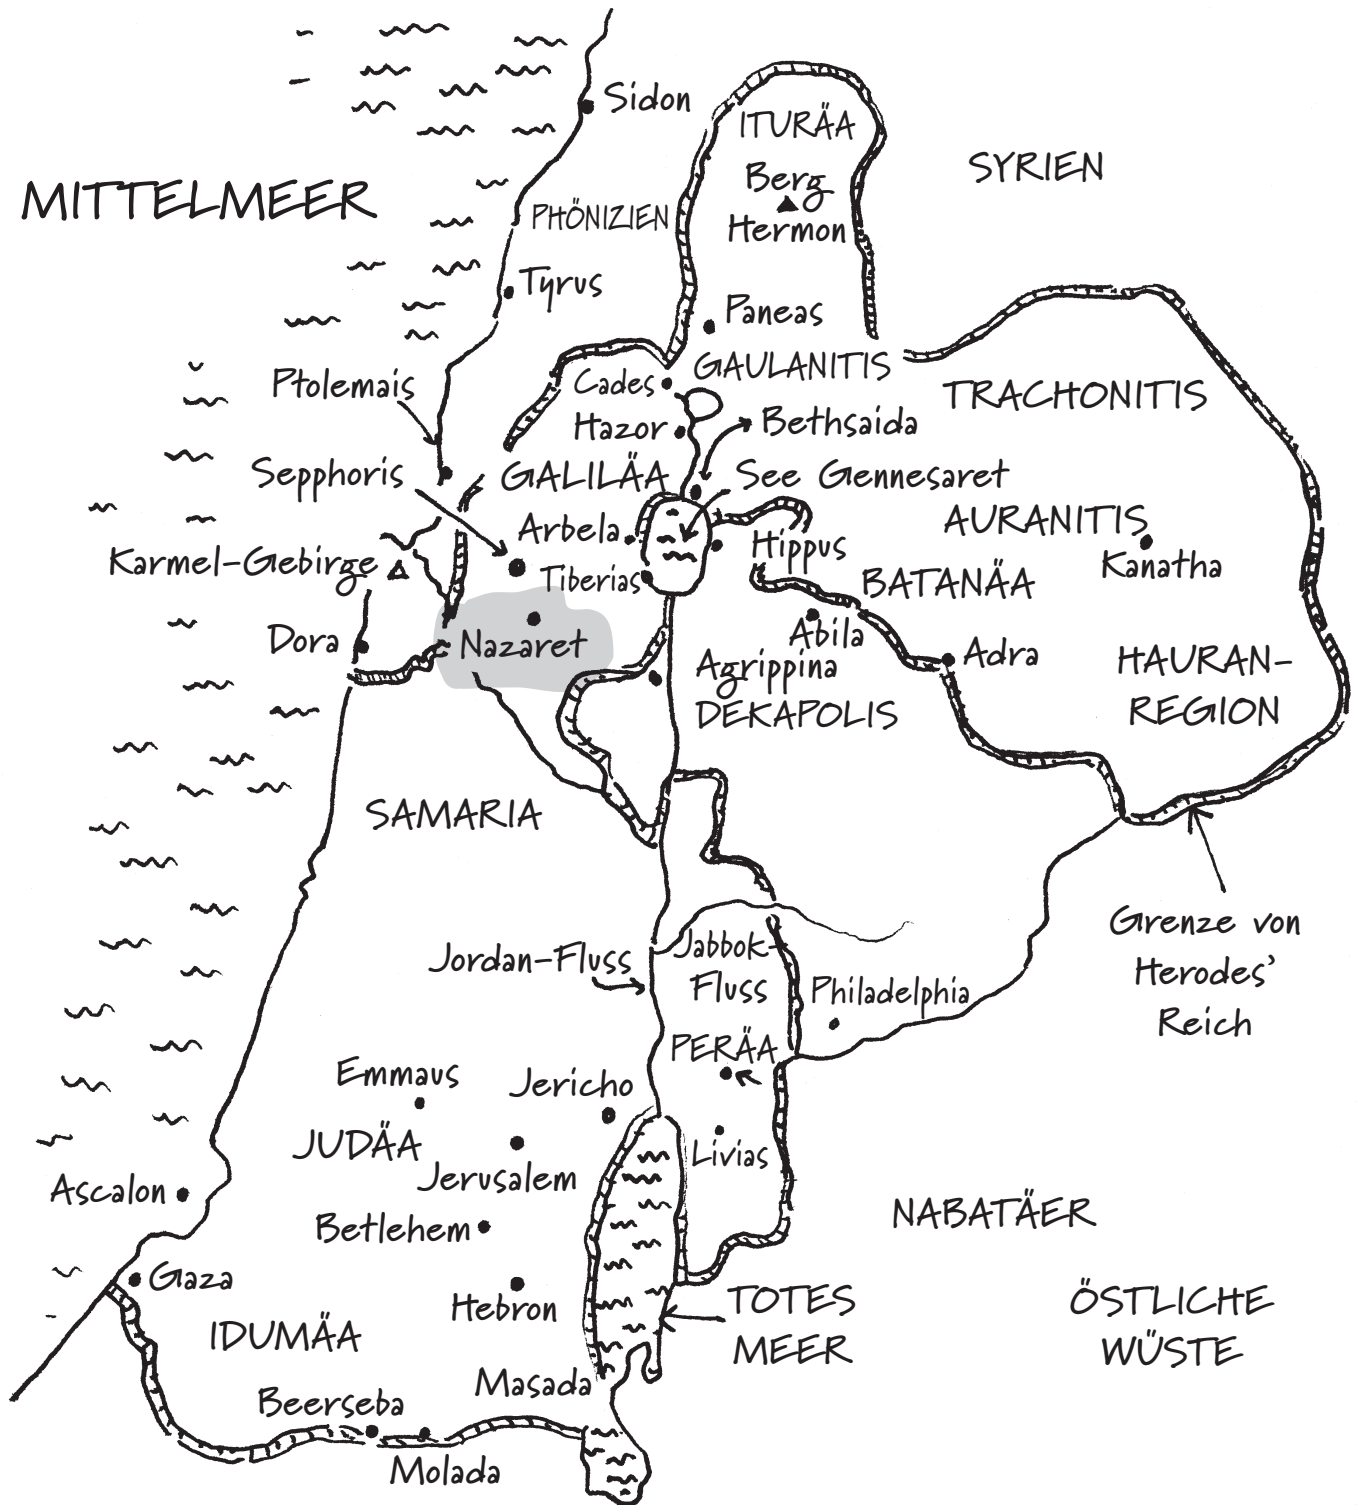 Sidon
ITURÄA
MITTELMEER
SYRIEN
Berg
Hermon
PHÖNIZIEN
Tyrus
Paneas
GAULANITIS
Ptolemais
Cades
TRACHONITIS
Hazor
Bethsaida
Sepphoris
GALILÄA
See Gennesaret
Arbela
AURANITIS
Karmel-Gebirge
Hippus
Kanatha
Tiberias
BATANÄA
Dora
Nazaret
Abila
Agrippina
Adra
HAURAN-
REGION
DEKAPOLIS
SAMARIA
Grenze von
Herodes'
Reich
Jordan-Fluss
Jabbok-
Fluss
Philadelphia
PERÄA
Emmaus
Jericho
JUDÄA
Livias
Jerusalem
Ascalon
Betlehem
NABATÄER
Gaza
Hebron
TOTES
MEER
ÖSTLICHE
WÜSTE
IDUMÄA
Masada
Beerseba
Molada